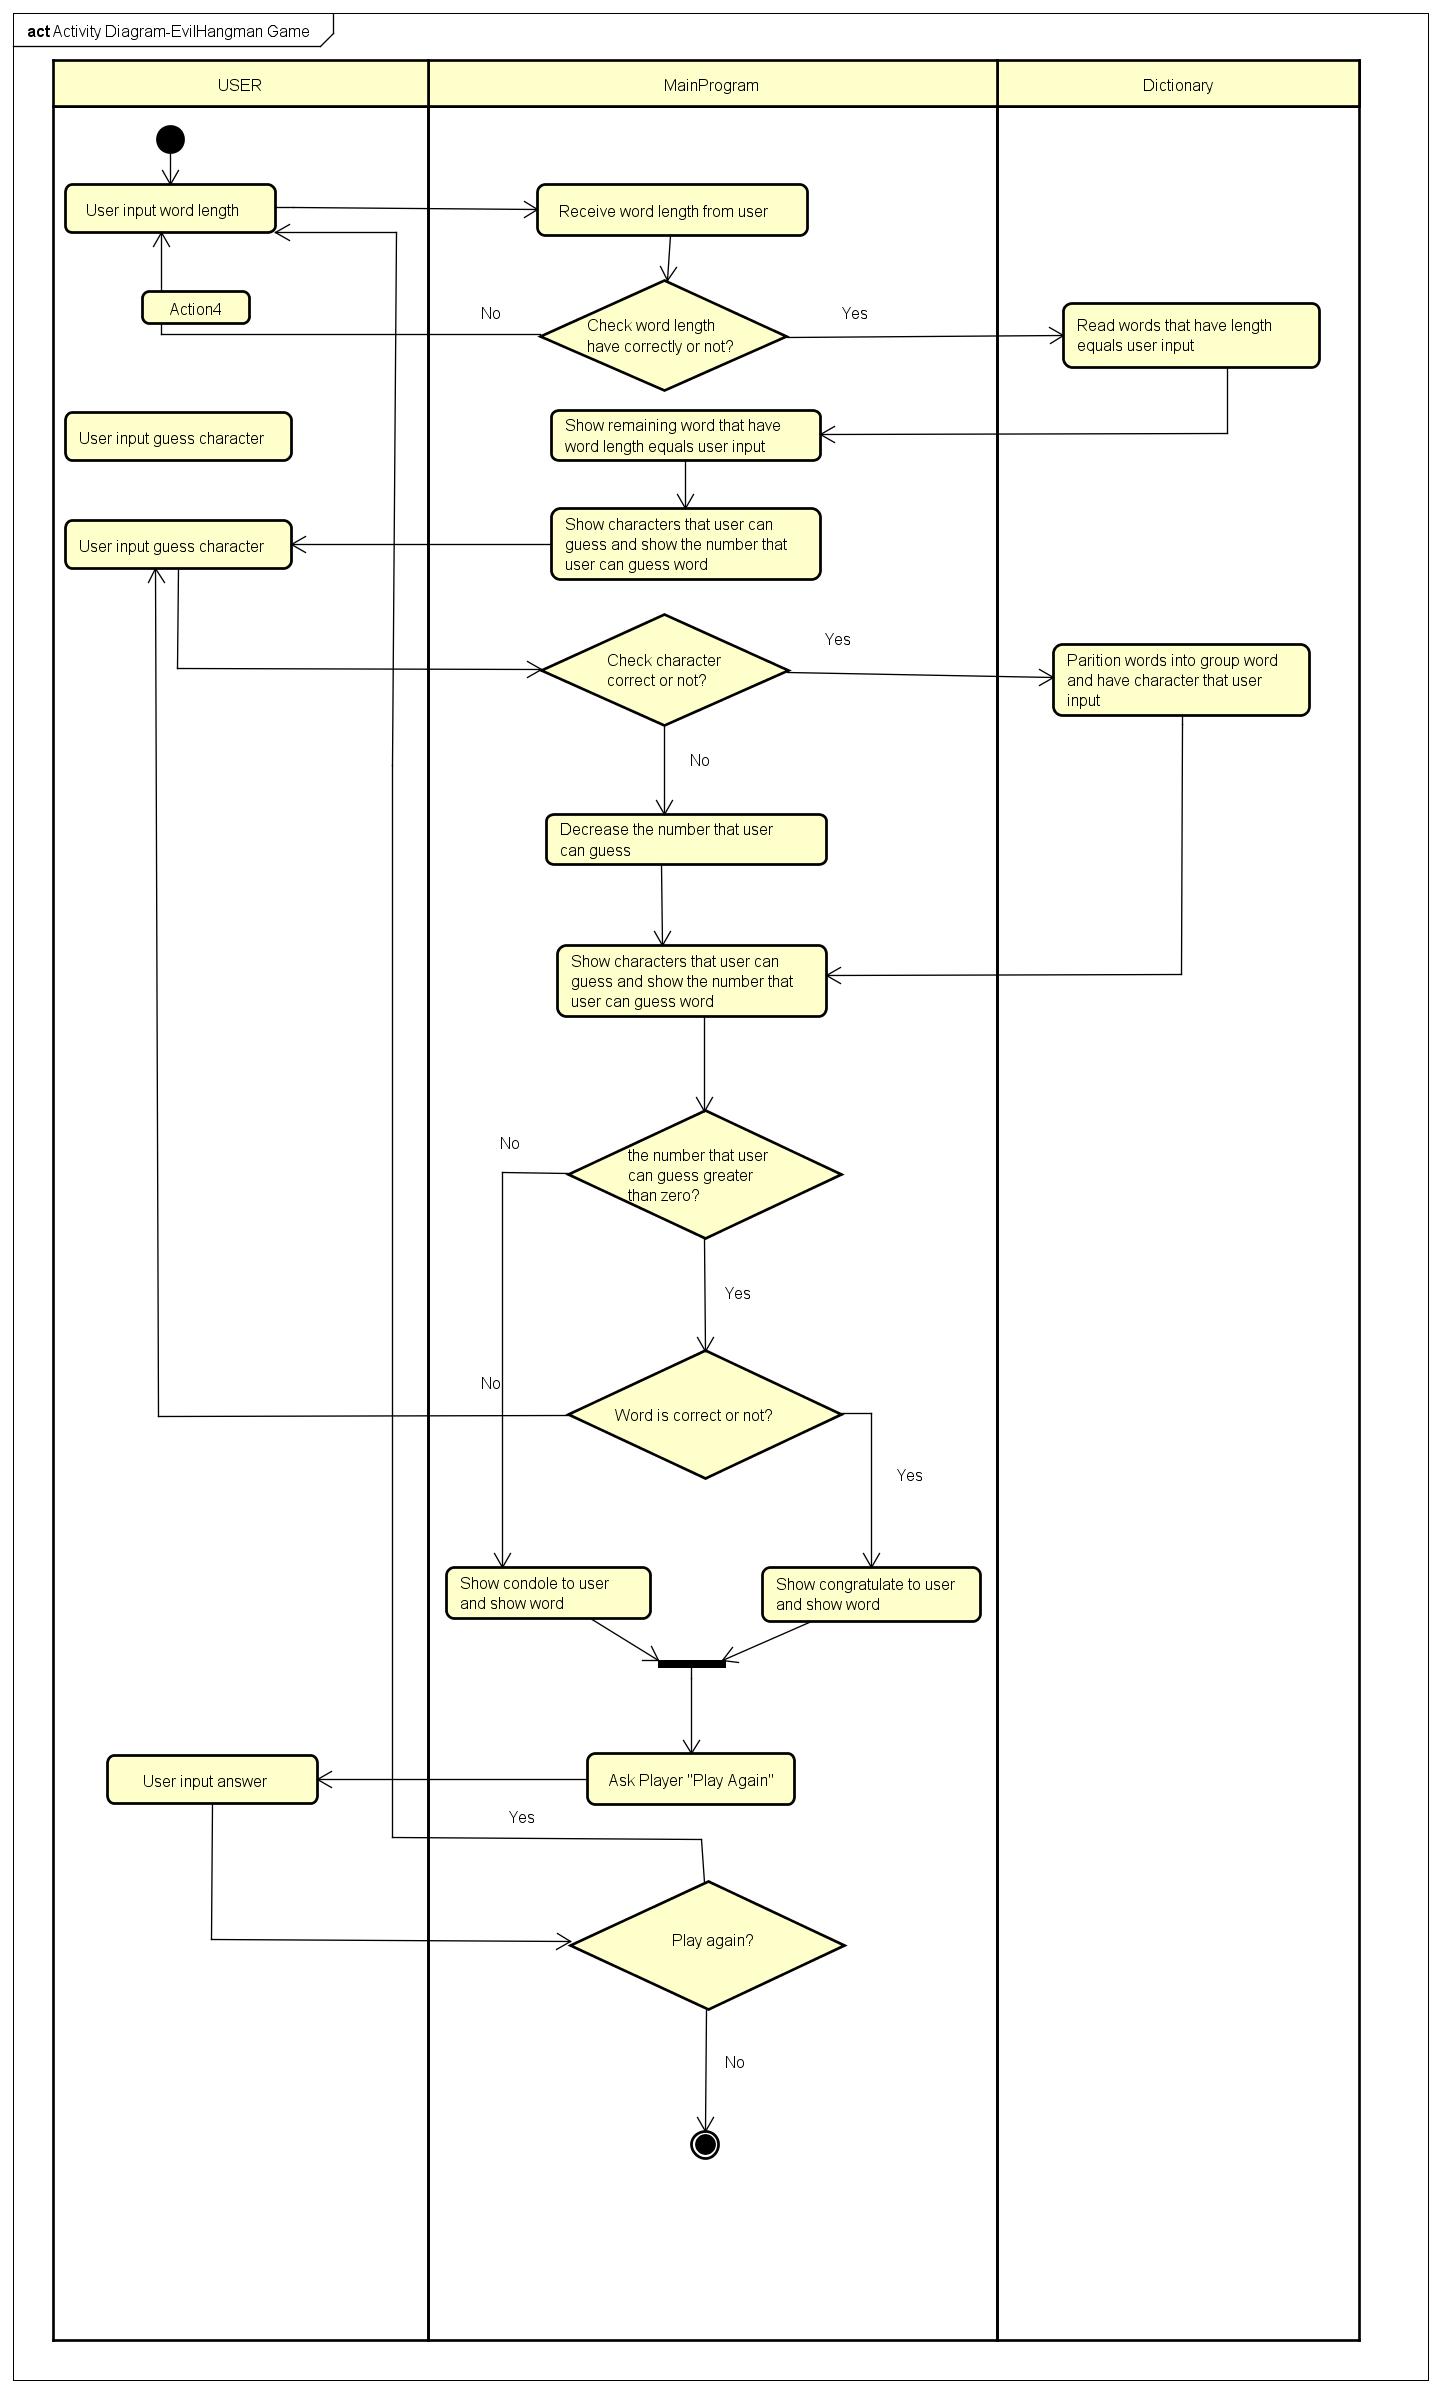 act Activity Diagram-EvilHangman Game
USER
MainProgram
Dictionary
User input word length
Receive word length from user
Action4
No
Check word length
have correctly or not?
Yes
Read words that have length
equals user input
User input guess character
Show remaining word that have
word length equals user input
User input guess character
Show characters that user can
guess and show the number that
user can guess word
Check character
correct or not?
Yes
Parition words into group word
and have character that user
input
No
Decrease the number that user
can guess
Show characters that user can
guess and show the number that
user can guess word
No
the number that user
can guess greater
than zero?
Yes
No
Word is correct or not?
Yes
Show condole to user
and show word
Show congratulate to user
and show word
User input answer
Ask Player "Play Again"
Yes
Play again?
No